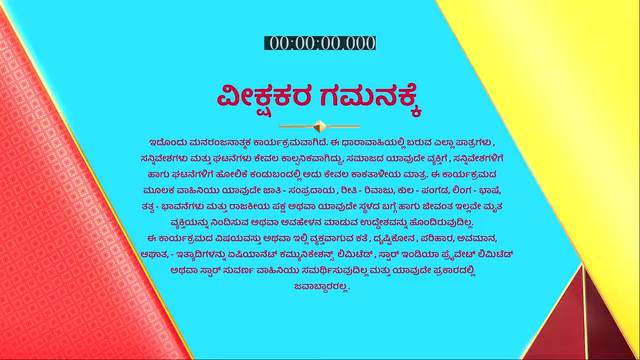 00:00:00.000
ವೀಕ್ಷಕರ ಗಮನಕ್ಕೆ
ಇದೊಂದು ಮನರಂಜನಾತ್ಮಕ ಕಾರ್ಯಕ್ರಮವಾಗಿದೆ. ಈ ಧಾರಾವಾಹಿಯಲ್ಲಿ ಬರುವ ಎಲ್ಲಾ ಪಾತ್ರಗಳು,
ಸನ್ನಿವೇಶಗಳು ಮತ್ತು ಘಟನೆಗಳು ಕೇವಲ ಕಾಲ್ಪನಿಕವಾಗಿದ್ದು, ಸಮಾಜದ ಯಾವುದೇ ವ್ಯಕ್ತಿಗೆ, ಸನ್ನಿವೇಶಗಳಿಗೆ
ಹಾಗು ಘಟನೆಗಳಿಗೆ ಹೋಲಿಕೆ ಕಂಡುಬಂದಲ್ಲಿ ಅದು ಕೇವಲ ಕಾಕತಾಳೀಯ ಮಾತ್ರ. ಈ ಕಾರ್ಯಕ್ರಮದ
ಮೂಲಕ ವಾಹಿನಿಯು ಯಾವುದೇ ಜಾತಿ - ಸಂಪ್ರದಾಯ, ರೀತಿ - ರಿವಾಜು, ಕುಲ - ಪಂಗಡ, ಲಿಂಗ - ಭಾಷೆ,
ತತ್ವ - ಭಾವನೆಗಳು ಮತ್ತು ರಾಜಕೀಯ ಪಕ್ಷ ಅಥವಾ ಯಾವುದೇ ಸ್ಥಳದ ಬಗ್ಗೆ ಹಾಗು ಜೀವಂತ ಇಲ್ಲವೇ ಮೃತ
ವ್ಯಕ್ತಿಯನ್ನು ನಿಂದಿಸುವ ಅಥವಾ ಅವಹೇಳನ ಮಾಡುವ ಉದ್ದೇಶವನ್ನು ಹೊಂದಿರುವುದಿಲ್ಲ.
ಈ ಕಾರ್ಯಕ್ರಮದ ವಿಷಯವಸ್ತು ಅಥವಾ ಇಲ್ಲಿ ವ್ಯಕ್ತವಾಗುವ ಕತೆ, ದೃಷ್ಟಿಕೋನ, ಪರಿಹಾರ, ಅವಮಾನ,
ಆಘಾತ, - ಇತ್ಯಾದಿಗಳನ್ನು ಏಷಿಯಾನೆಟ್ ಕಮ್ಯುನಿಕೇಶನ್ಸ್ ಲಿಮಿಟೆಡ್, ಸ್ಟಾರ್ ಇಂಡಿಯಾ ಪ್ರೈವೇಟ್ ಲಿಮಿಟೆಡ್
ಅಥವಾ ಸ್ಟಾರ್ ಸುವರ್ಣ ವಾಹಿನಿಯು ಸಮರ್ಥಿಸುವುದಿಲ್ಲ ಮತ್ತು ಯಾವುದೇ ಪ್ರಕಾರದಲ್ಲಿ
ಜವಾಬ್ದಾರರಲ್ಲ.